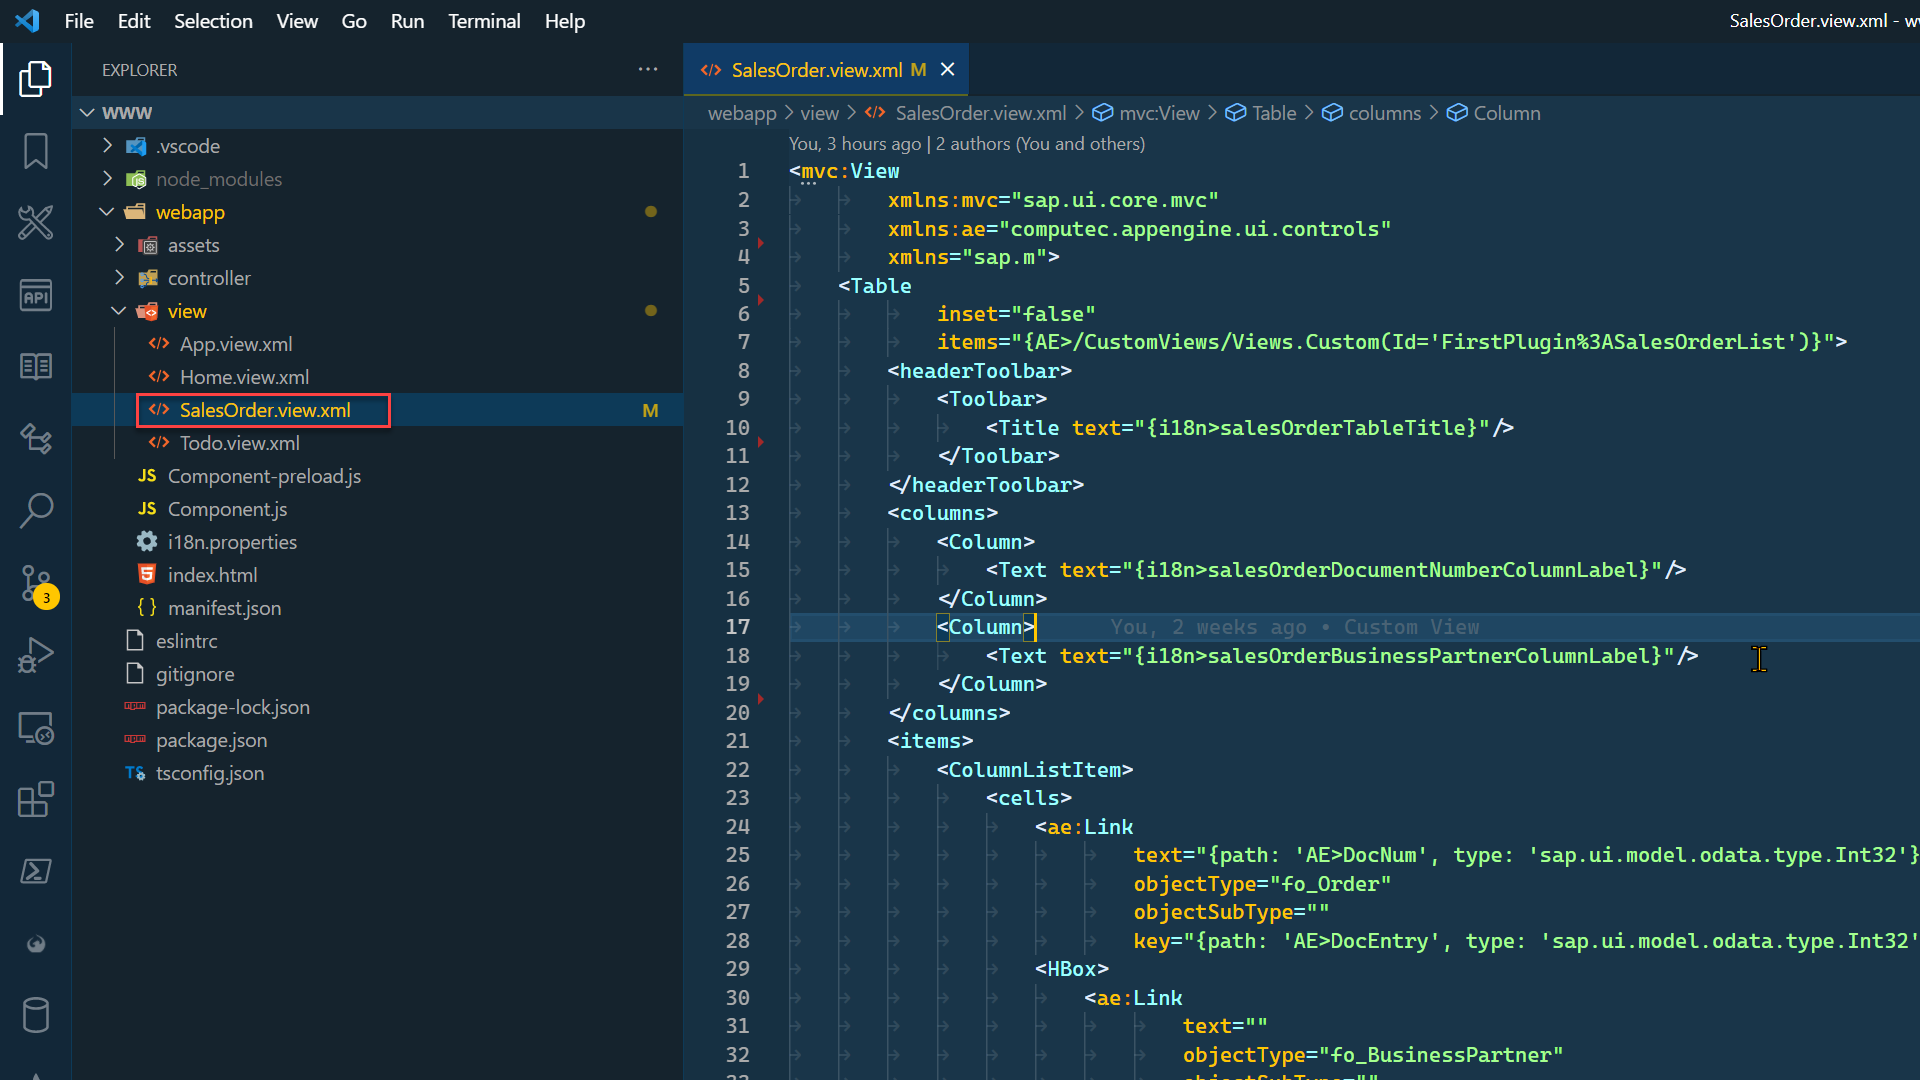 File Edit Selection View Go Run Terminal Help
SalesOrder.view.xml -
EXPLORER
SalesOrder.view.xml M
WWW
webapp > view > SalesOrder.view.xml > mvc:View > Table > columns > Column
.vscode
node_modules
webapp
assets
controller
view
App.view.xml
Home.view.xml
SalesOrder.view.xml M
Todo.view.xml
Component-preload.js
Component.js
i18n.properties
index.html
manifest.json
eslintrc
gitignore
package-lock.json
package.json
tsconfig.json
API
3
You, 3 hours ago | 2 authors (You and others)
1 <mvc:View
2 xmlns:mvc="sap.ui.core.mvc"
3 xmlns:ae="computec.appengine.ui.controls"
4 xmlns="sap.m">
5 <Table
6 inset="false"
7 items="{AE>/CustomViews/Views.Custom(Id='FirstPlugin%3ASalesOrderList')}">
8 <headerToolbar>
9 <Toolbar>
10 <Title text="{i18n>salesOrderTableTitle}"/>
11 </Toolbar>
12 </headerToolbar>
13 <columns>
14 <Column>
15 <Text text="{i18n>salesOrderDocumentNumberColumnLabel}"/>
16 </Column>
17 <Column> You, 2 weeks ago • Custom View
18 <Text text="{i18n>salesOrderBusinessPartnerColumnLabel}"/>
19 </Column>
20 </columns>
21 <items>
22 <ColumnListItem>
23 <cells>
24 <ae:Link
25 text="{path: 'AE>DocNum', type: 'sap.ui.model.odata.type.Int32'}
26 objectType="fo_Order"
27 objectSubType=""
28 key="{path: 'AE>DocEntry', type: 'sap.ui.model.odata.type.Int32'
29 <HBox>
30 <ae:Link
31 text=""
32 objectType="fo_BusinessPartner"